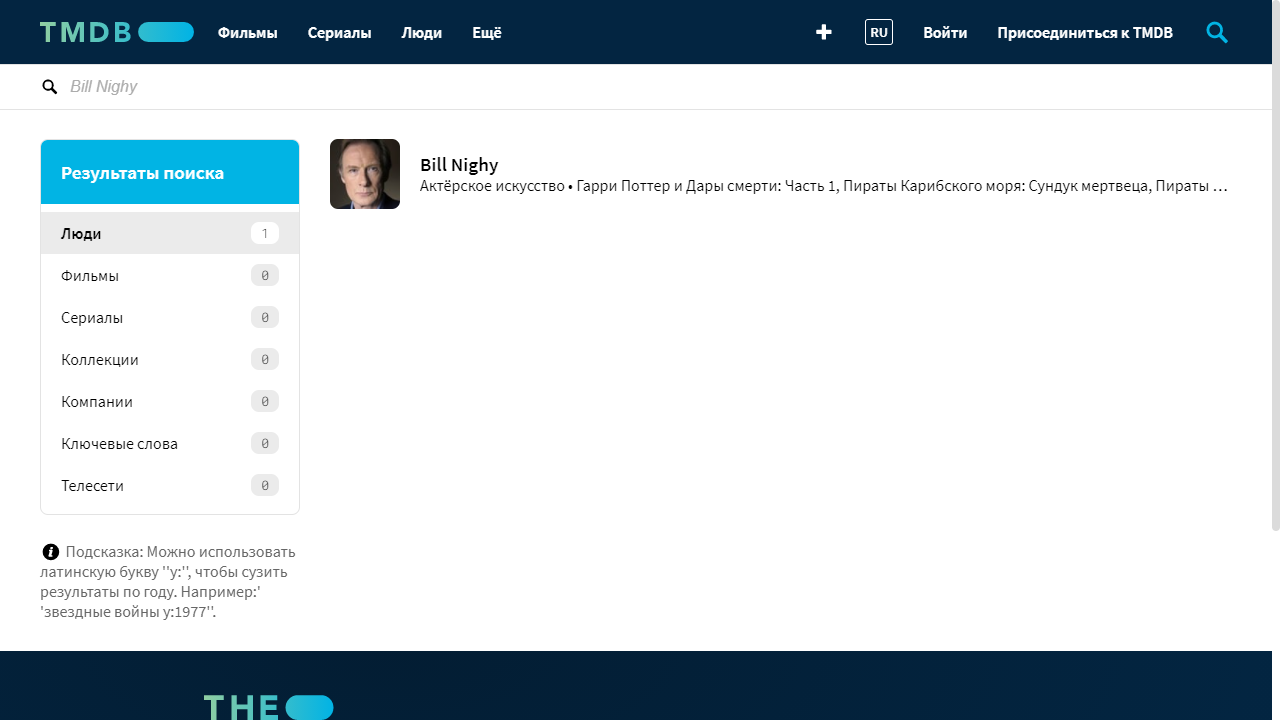 TMDB Фильмы Сериалы Люди Ещё RU Войти Присоединиться к TMDB
Bill Nighy
Результаты поиска
Люди 1
Фильмы 0
Сериалы 0
Коллекции 0
Компании 0
Ключевые слова 0
Телесети 0
Подсказка: Можно использовать
латинскую букву ''y:'', чтобы сузить
результаты по году. Например:'
'звездные войны y:1977''.
Bill Nighy
Актёрское искусство • Гарри Поттер и Дары смерти: Часть 1, Пираты Карибского моря: Сундук мертвеца, Пираты …
THE